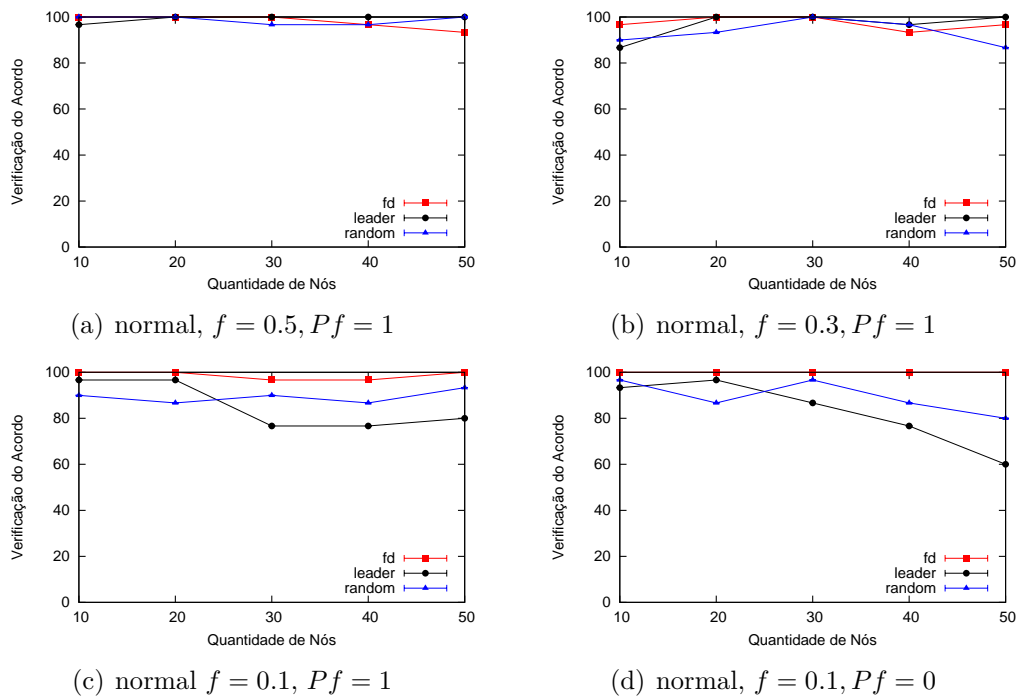 100
80
60
40
20
0
Verificação do Acordo
fd
leader
random
10 20 30 40 50
Quantidade de Nós
(a) normal, f = 0.5, Pf = 1
100
80
60
40
20
0
Verificação do Acordo
fd
leader
random
10 20 30 40 50
Quantidade de Nós
(b) normal, f = 0.3, Pf = 1
100
80
60
40
20
0
Verificação do Acordo
fd
leader
random
10 20 30 40 50
Quantidade de Nós
(c) normal f = 0.1, Pf = 1
100
80
60
40
20
0
Verificação do Acordo
fd
leader
random
10 20 30 40 50
Quantidade de Nós
(d) normal, f = 0.1, Pf = 0